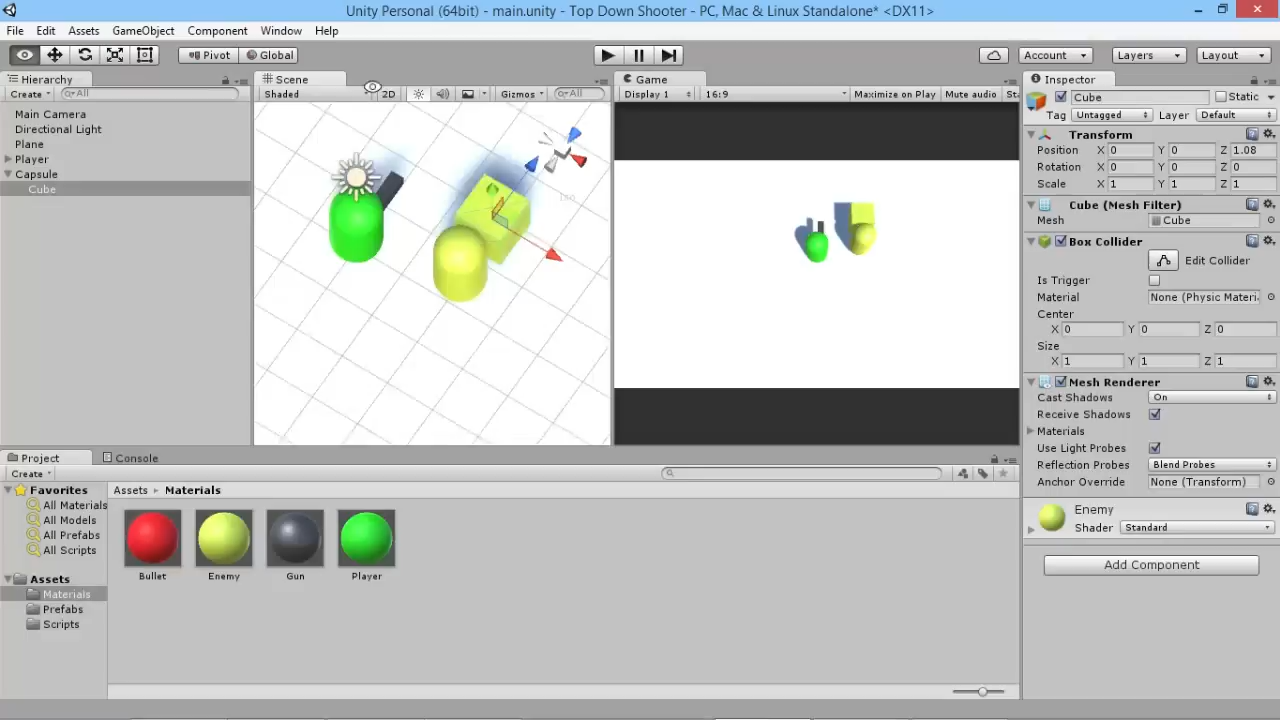 Unity Personal (64bit) - main.unity - Top Down Shooter - PC, Mac & Linux Standalone* <DX11>
File Edit Assets GameObject Component Window Help
Pivot Global Account Layers Layout
Hierarchy Scene Game Inspector
Create All Shaded 2D Gizmos All Display 1 16:9 Maximize on Play Mute audio Sta Cube Static
Main Camera
Directional Light
Plane
Player
Capsule
Cube
Tag Untagged Layer Default
Transform
Position X 0 Y 0 Z 1.08
Rotation X 0 Y 0 Z 0
Scale X 1 Y 1 Z 1
Cube (Mesh Filter)
Mesh Cube
Box Collider
Edit Collider
Is Trigger
Material None (Physic Materi
Center
X 0 Y 0 Z 0
Size
X 1 Y 1 Z 1
Mesh Renderer
Cast Shadows On
Receive Shadows
Materials
Use Light Probes
Reflection Probes Blend Probes
Anchor Override None (Transform)
Enemy
Shader Standard
Add Component
Project Console
Create
Favorites
All Materials
All Models
All Prefabs
All Scripts
Assets
Materials
Prefabs
Scripts
Assets Materials
Bullet Enemy Gun Player